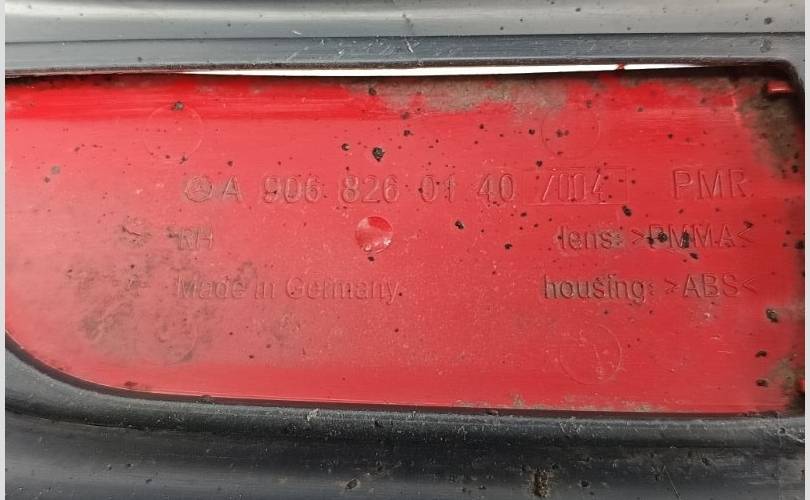 A 906 826 01 40 /004 PMR
RH lens: >PMMA<
Made in Germany housing: >ABS<